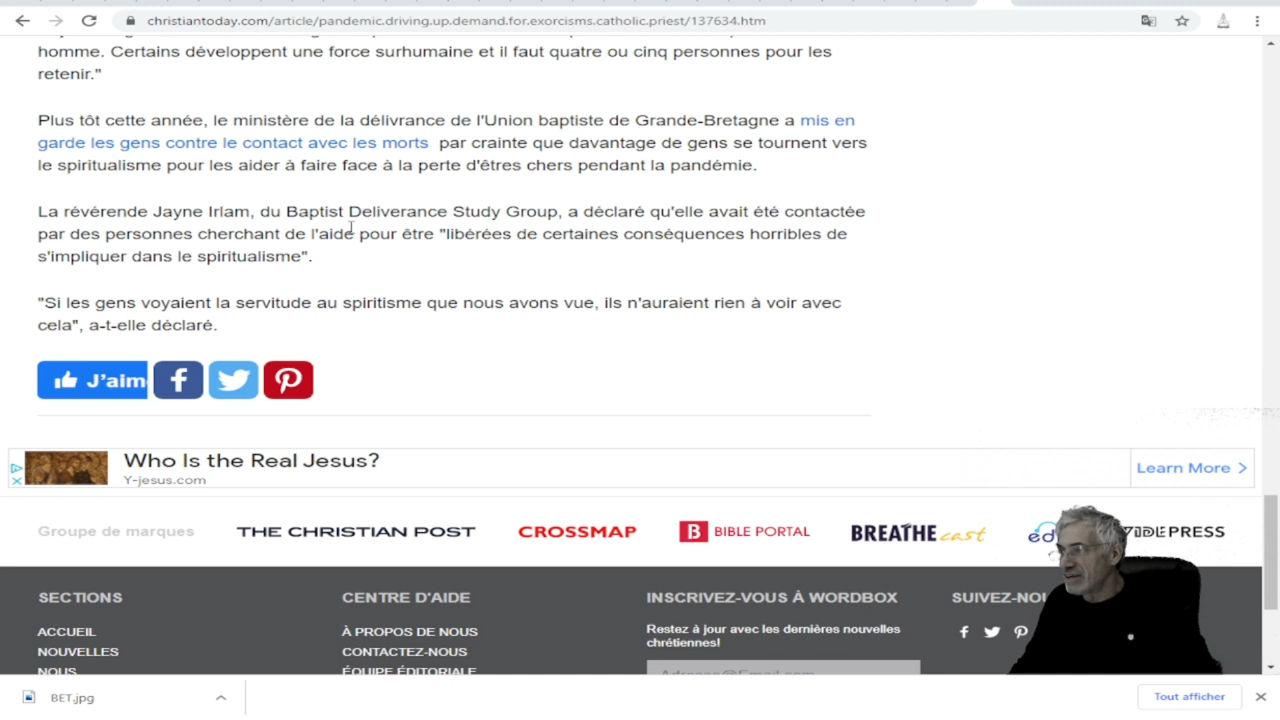 christiantoday.com/article/pandemic.driving.up.demand.for.exorcisms.catholic.priest/137634.htm
homme. Certains développent une force surhumaine et il faut quatre ou cinq personnes pour les
retenir."
Plus tôt cette année, le ministère de la délivrance de l'Union baptiste de Grande-Bretagne a mis en
garde les gens contre le contact avec les morts par crainte que davantage de gens se tournent vers
le spiritualisme pour les aider à faire face à la perte d'êtres chers pendant la pandémie.
La révérende Jayne Irlam, du Baptist Deliverance Study Group, a déclaré qu'elle avait été contactée
par des personnes cherchant de l'aide pour être "libérées de certaines conséquences horribles de
s'impliquer dans le spiritualisme".
"Si les gens voyaient la servitude au spiritisme que nous avons vue, ils n'auraient rien à voir avec
cela", a-t-elle déclaré.
J'aim
Who Is the Real Jesus?
Y-jesus.com
Learn More
Groupe de marques THE CHRISTIAN POST CROSSMAP B BIBLE PORTAL BREATHE cast PRESS
SECTIONS CENTRE D'AIDE INSCRIVEZ-VOUS À WORDBOX
ACCUEIL À PROPOS DE NOUS Restez à jour avec les dernières nouvelles
chrétiennes!
NOUVELLES CONTACTEZ-NOUS
NOUS ÉQUIPE ÉDITORIALE
BET.jpg Tout afficher